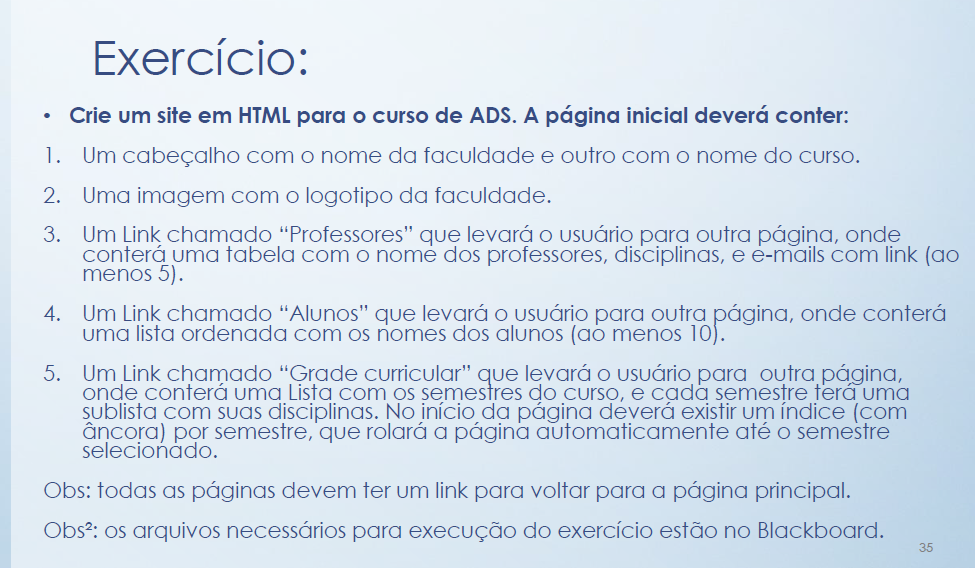 Exercício:
• Crie um site em HTML para o curso de ADS. A página inicial deverá conter:
1. Um cabeçalho com o nome da faculdade e outro com o nome do curso.
2. Uma imagem com o logotipo da faculdade.
3. Um Link chamado “Professores” que levará o usuário para outra página, onde
conterá uma tabela com o nome dos professores, disciplinas, e e-mails com link (ao
menos 5).
4. Um Link chamado “Alunos” que levará o usuário para outra página, onde conterá
uma lista ordenada com os nomes dos alunos (ao menos 10).
5. Um Link chamado “Grade curricular” que levará o usuário para outra página,
onde conterá uma Lista com os semestres do curso, e cada semestre terá uma
sublista com suas disciplinas. No início da página deverá existir um índice (com
âncora) por semestre, que rolará a página automaticamente até o semestre
selecionado.
Obs: todas as páginas devem ter um link para voltar para a página principal.
Obs²: os arquivos necessários para execução do exercício estão no Blackboard.
35